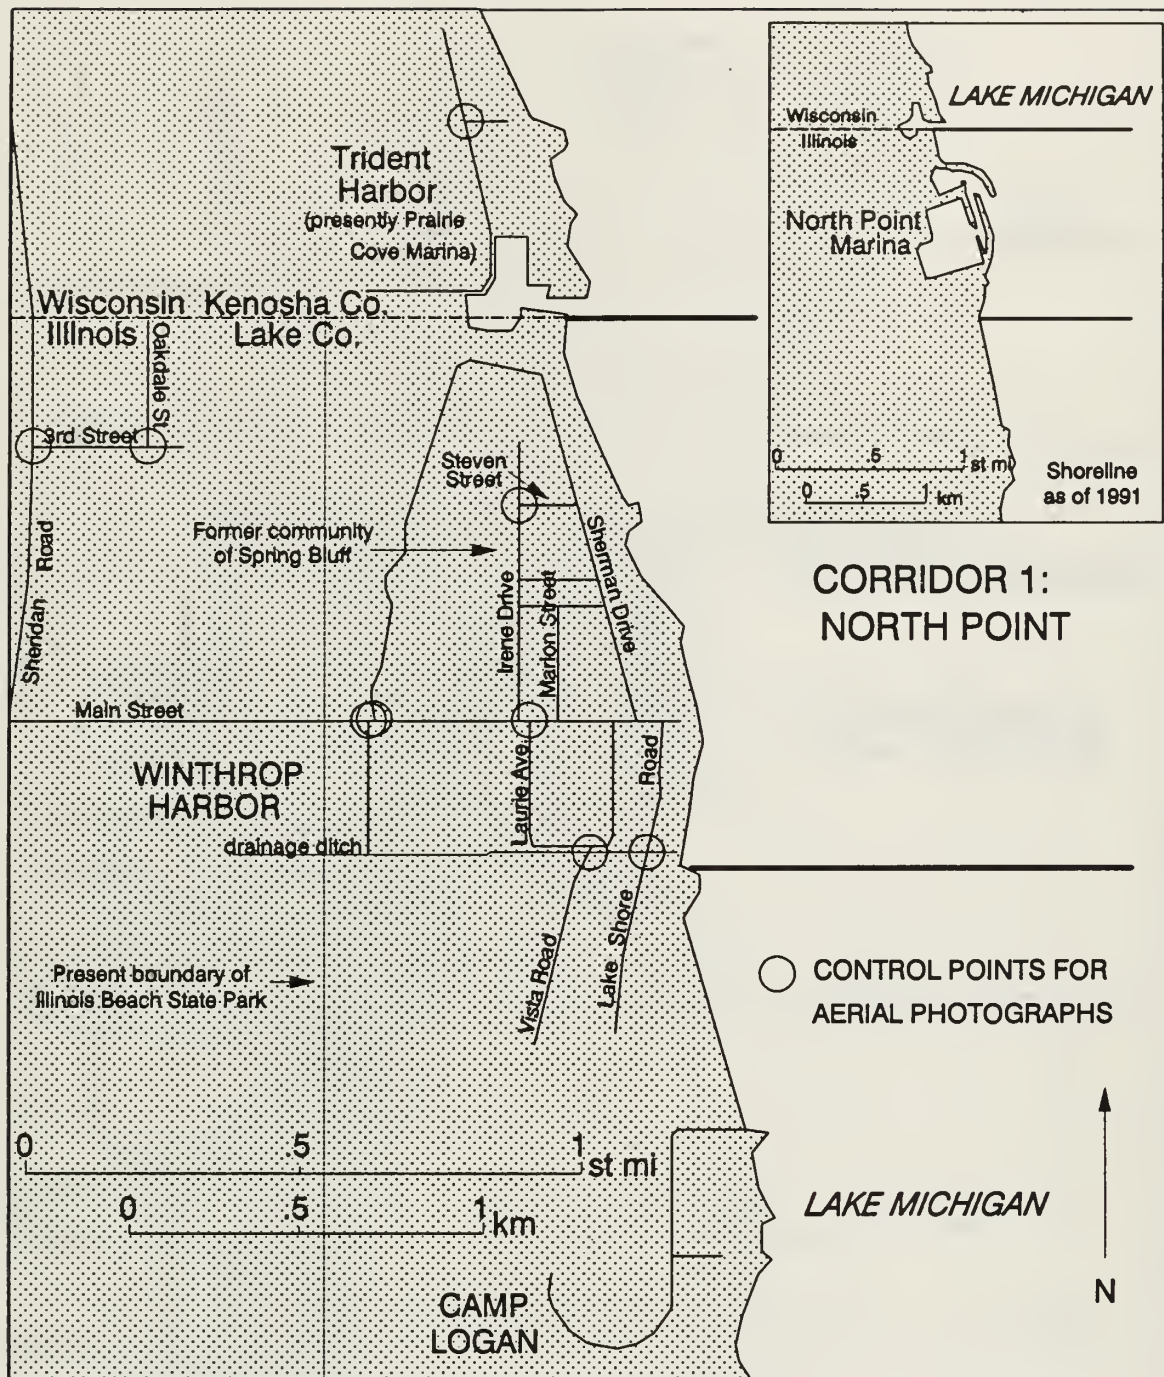 LAKE MICHIGAN
Wisconsin
Illinois
North Point
Marina
0 .5 1 st mi
0 .5 1 km
Shoreline
as of 1991
Trident
Harbor
(presently Prairie
Cove Marina)
Wisconsin Kenosha Co.
Illinois Lake Co.
Oakdale St
3rd Street
Steven
Street
Former community
of Spring Bluff
Sheridan Road
Irene Drive
Marion Street
Sherman Drive
CORRIDOR 1:
NORTH POINT
Main Street
WINTHROP
HARBOR
Laurie Ave.
Road
drainage ditch
Vista Road
Lake Shore
Present boundary of
Illinois Beach State Park
CONTROL POINTS FOR
AERIAL PHOTOGRAPHS
0 .5 1 st mi
0 .5 1 km
LAKE MICHIGAN
N
CAMP
LOGAN